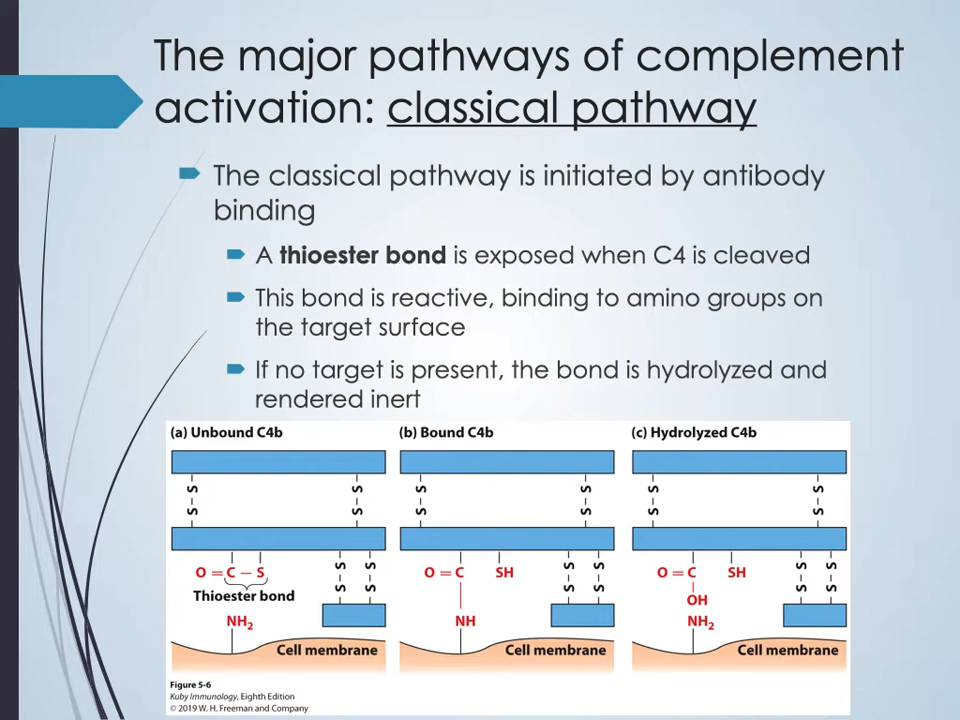 The major pathways of complement
activation: classical pathway
The classical pathway is initiated by antibody
binding
A thioester bond is exposed when C4 is cleaved
This bond is reactive, binding to amino groups on
the target surface
If no target is present, the bond is hydrolyzed and
rendered inert
(a) Unbound C4b
S-S
S-S
O=C—S
Thioester bond
S-S
S-S
NH2
Cell membrane
(b) Bound C4b
S-S
S-S
O=C
SH
S-S
S-S
NH
Cell membrane
(c) Hydrolyzed C4b
S-S
S-S
O=C
SH
OH
S-S
S-S
NH2
Cell membrane
Figure 5-6
Kuby Immunology, Eighth Edition
© 2019 W. H. Freeman and Company